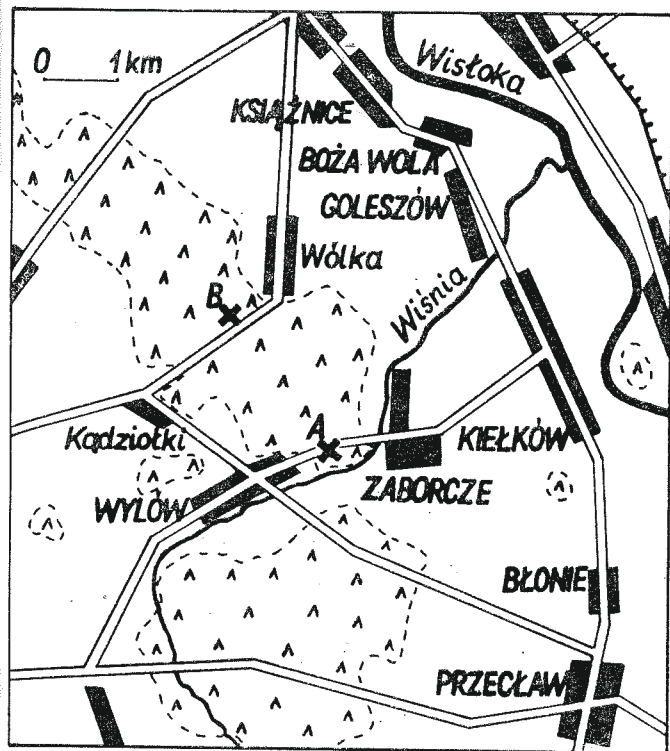 0 1km
Wisłoka
KSIĄŻNICE
BOŻA WOLA
GOLESZÓW
Wólka
B
Wiśnia
A
Kądziołki
KIEŁKÓW
ZABORCZE
WYLÓW
BŁONIE
PRZECŁAW